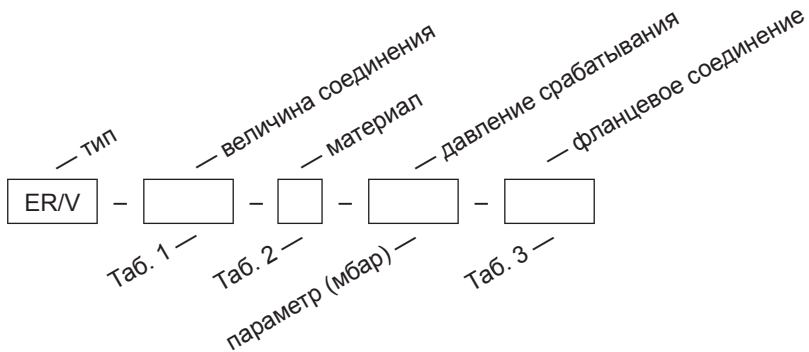 — тип
— величина соединения
— материал
— давление срабатывания
— фланцевое соединение
ER/V – – – –
Таб. 1 —
Таб. 2 —
параметр (мбар) —
Таб. 3 —